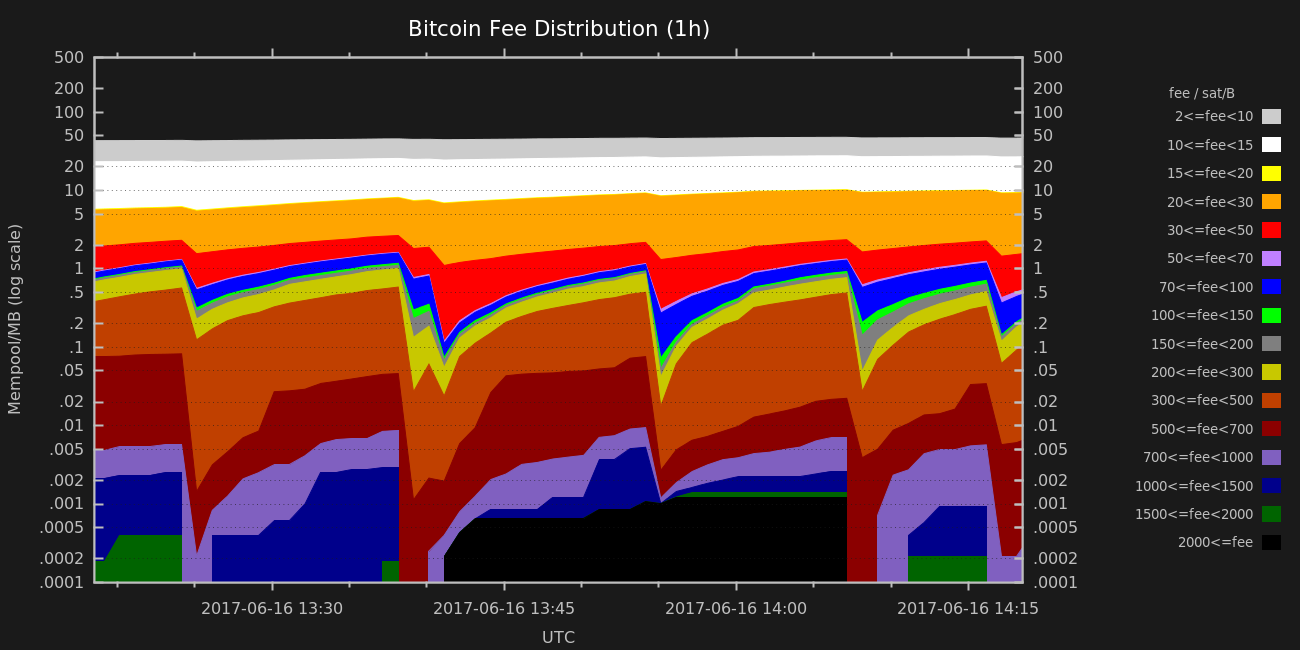 Bitcoin Fee Distribution (1h)
Mempool/MB (log scale)
500
200
100
50
20
10
5
2
1
.5
.2
.1
.05
.02
.01
.005
.002
.001
.0005
.0002
.0001
500
200
100
50
20
10
5
2
1
.5
.2
.1
.05
.02
.01
.005
.002
.001
.0005
.0002
.0001
2017-06-16 13:30 2017-06-16 13:45 2017-06-16 14:00 2017-06-16 14:15
UTC
fee / sat/B
2<=fee<10
10<=fee<15
15<=fee<20
20<=fee<30
30<=fee<50
50<=fee<70
70<=fee<100
100<=fee<150
150<=fee<200
200<=fee<300
300<=fee<500
500<=fee<700
700<=fee<1000
1000<=fee<1500
1500<=fee<2000
2000<=fee